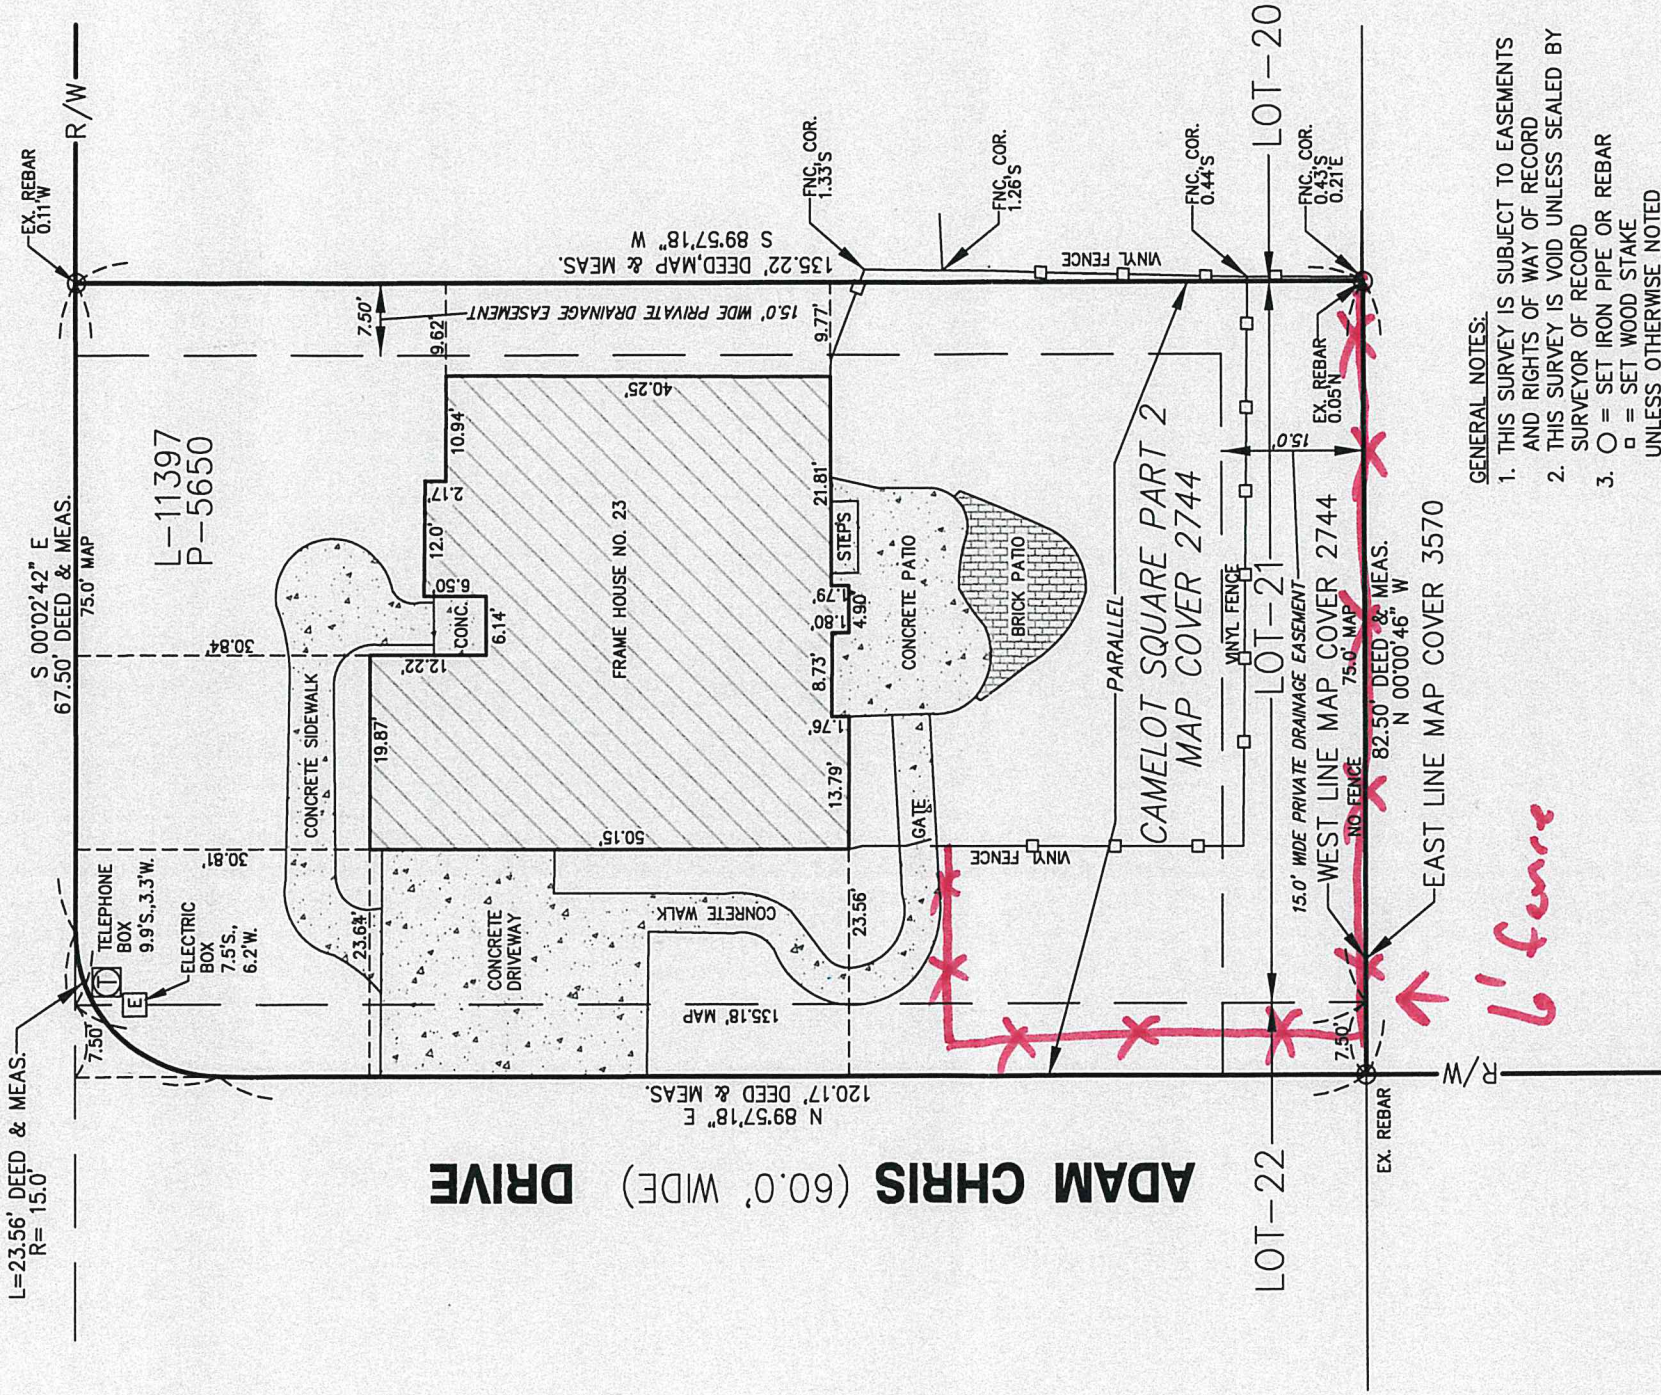 EX. REBAR
0.11'W
R/W
S 00°02'42" E
67.50' DEED & MEAS.
75.0' MAP
L-11397
P-5650
L=23.56' DEED & MEAS.
R= 15.0'
7.50'
TELEPHONE
BOX
9.9'S.,3.3'W.
T
E
ELECTRIC
BOX
7.5'S.,
6.2'W.
30.81'
30.84'
CONCRETE SIDEWALK
7.50'
9.62'
15.0' WIDE PRIVATE DRAINAGE EASEMENT
135.22' DEED,MAP & MEAS.
S 89°57'18" W
9.77'
FNC. COR.
1.33'S
FNC. COR.
1.26'S
FNC. COR.
0.44'S
FNC. COR.
0.43'S
0.21'E
VINYL FENCE
LOT-20
10.94'
2.17'
12.0'
6.50'
CONC.
6.14'
12.22'
19.87'
40.25'
FRAME HOUSE NO. 23
50.15'
21.81'
STEPS
1.79'
4.90'
1.80'
8.73'
1.76'
13.79'
23.64'
CONCRETE
DRIVEWAY
CONRETE WALK
23.56'
135.18' MAP
GATE
VINYL FENCE
CONCRETE PATIO
BRICK PATIO
PARALLEL
CAMELOT SQUARE PART 2
MAP COVER 2744
VINYL FENCE
LOT-21
15.0'
EX. REBAR
0.05'N
15.0' WIDE PRIVATE DRAINAGE EASEMENT
WEST LINE MAP COVER 2744
NO FENCE
75.0' MAP
82.50' DEED & MEAS.
N 00°00'46" W
EAST LINE MAP COVER 3570
7.50'
R/W
EX. REBAR
LOT-22
N 89°57'18" E
120.17' DEED & MEAS.
ADAM CHRIS (60.0' WIDE) DRIVE
6' fence
GENERAL NOTES:
1. THIS SURVEY IS SUBJECT TO EASEMENTS
AND RIGHTS OF WAY OF RECORD
2. THIS SURVEY IS VOID UNLESS SEALED BY
SURVEYOR OF RECORD
3. O = SET IRON PIPE OR REBAR
□ = SET WOOD STAKE
UNLESS OTHERWISE NOTED